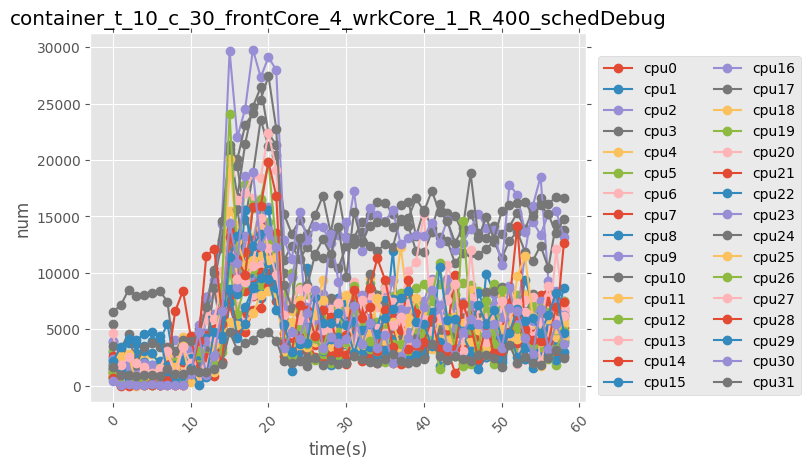 container_t_10_c_30_frontCore_4_wrkCore_1_R_400_schedDebug
30000
25000
20000
15000
10000
5000
0
num
0
10
20
30
40
50
60
time(s)
cpu0 cpu16
cpu1 cpu17
cpu2 cpu18
cpu3 cpu19
cpu4 cpu20
cpu5 cpu21
cpu6 cpu22
cpu7 cpu23
cpu8 cpu24
cpu9 cpu25
cpu10 cpu26
cpu11 cpu27
cpu12 cpu28
cpu13 cpu29
cpu14 cpu30
cpu15 cpu31